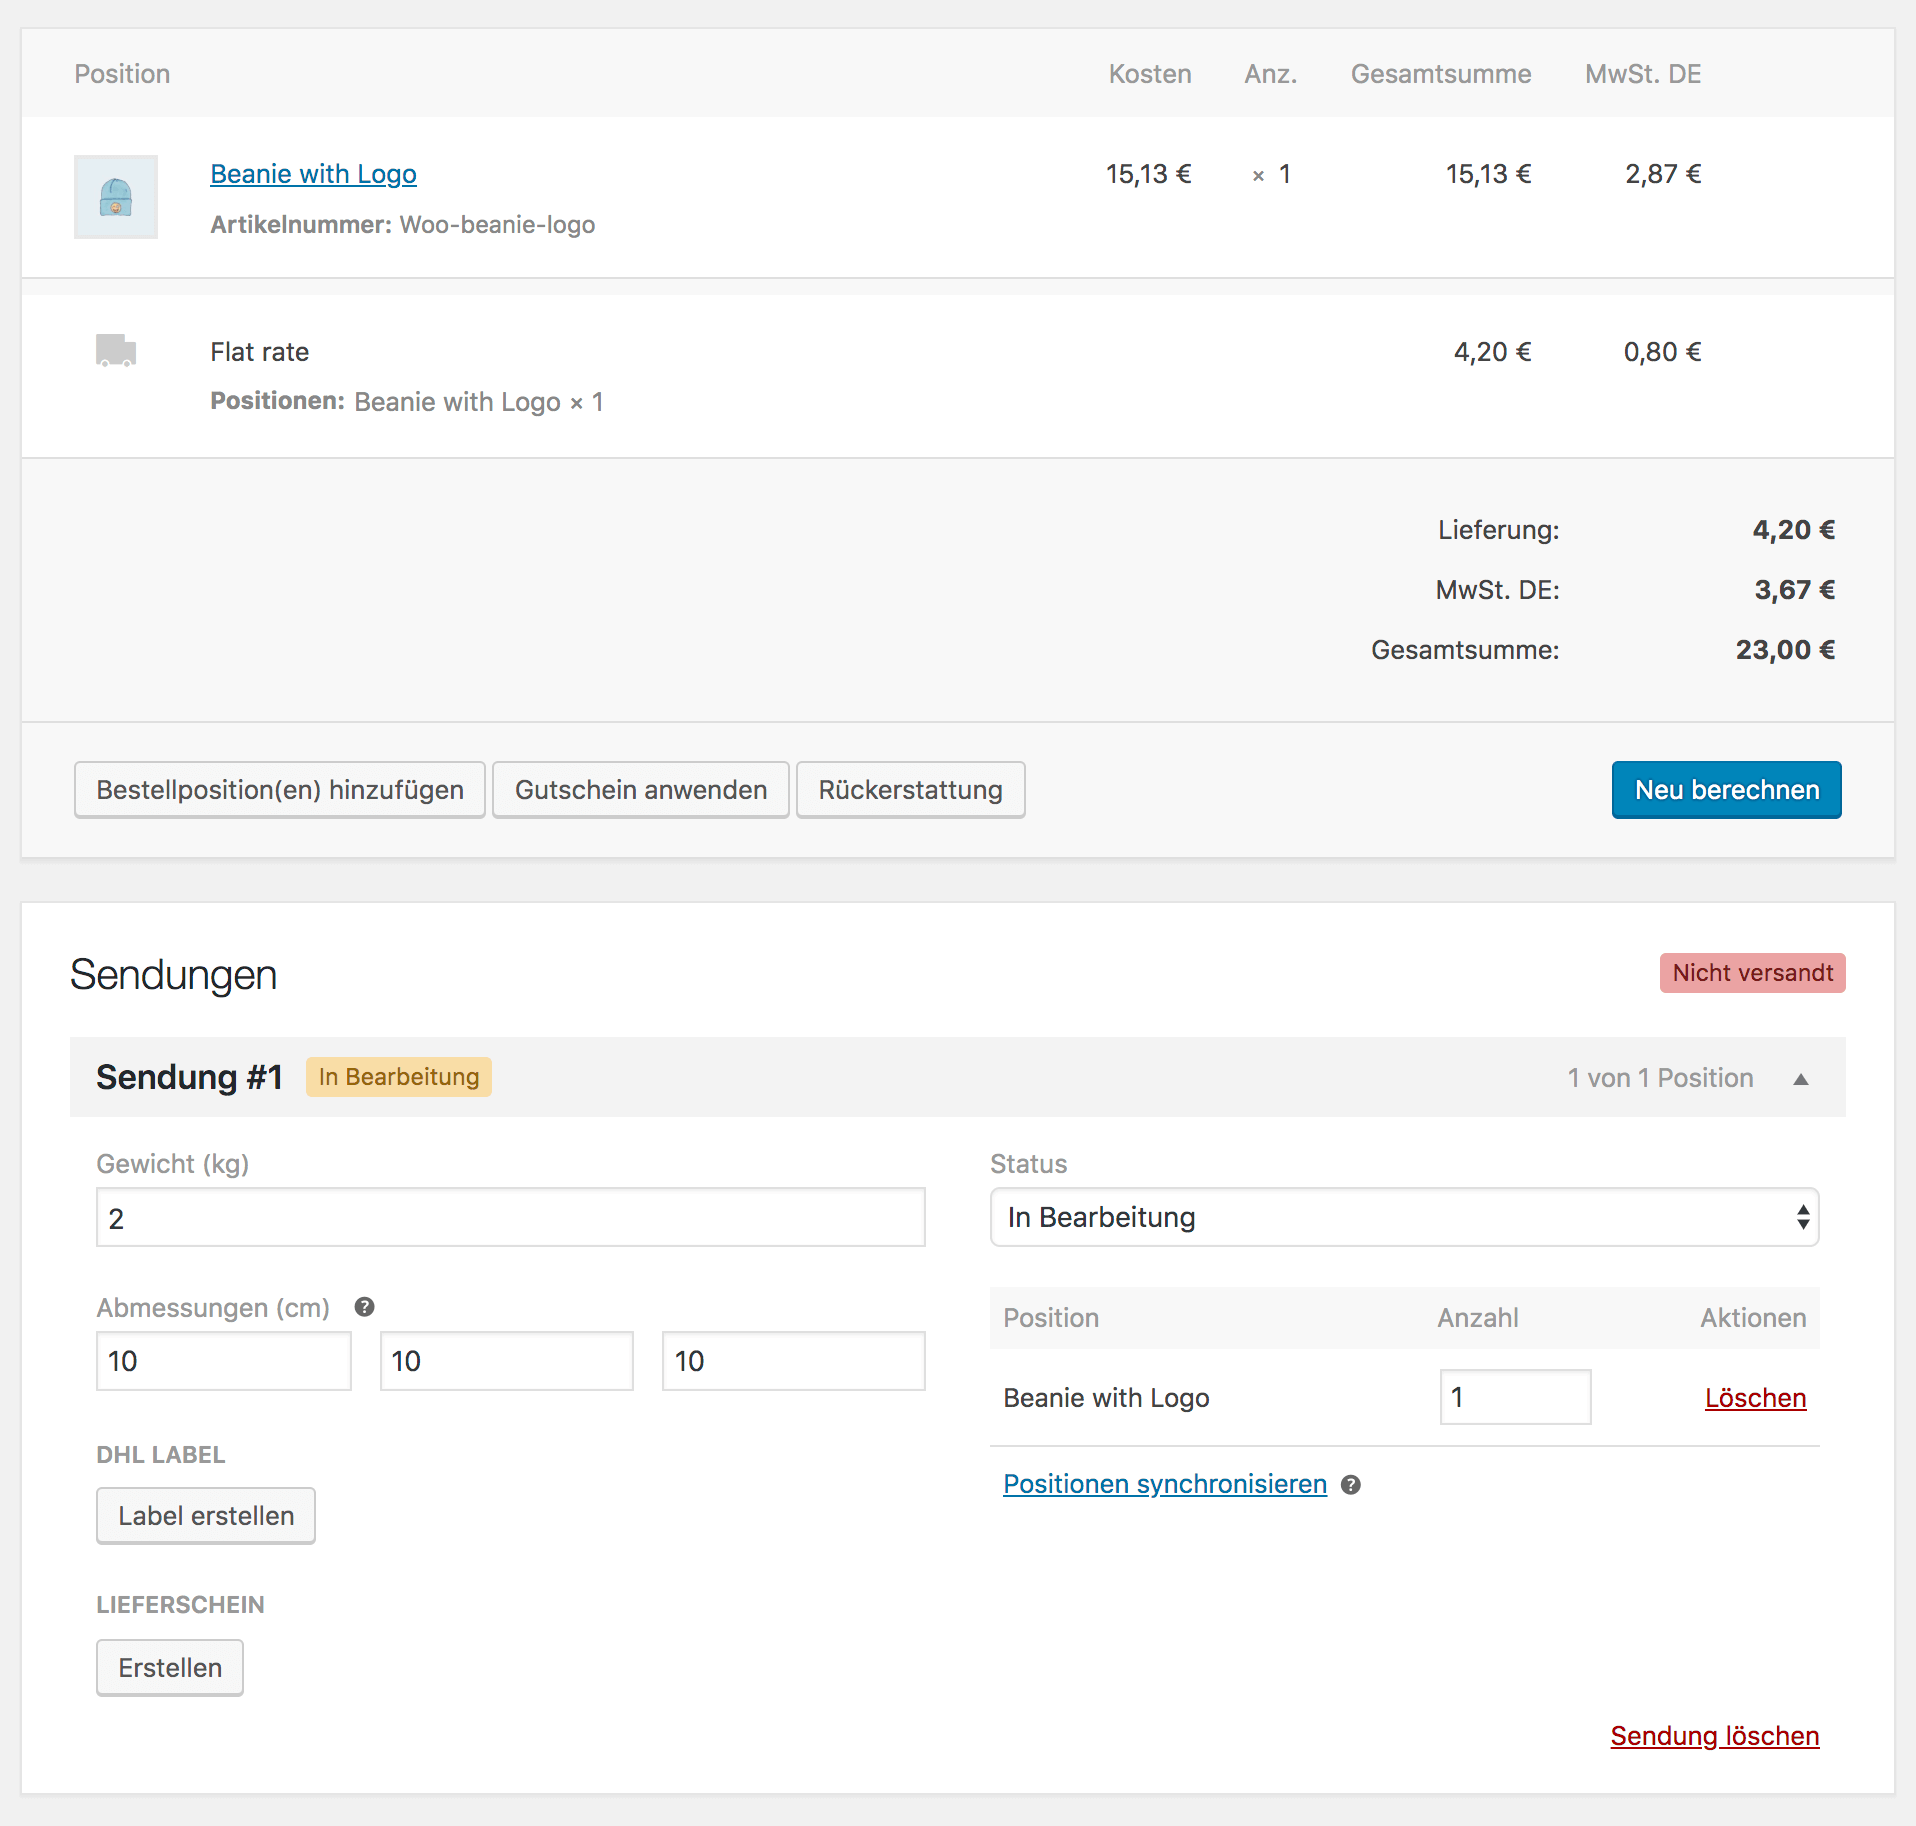 Position Kosten Anz. Gesamtsumme MwSt. DE
Beanie with Logo 15,13 € × 1 15,13 € 2,87 €
Artikelnummer: Woo-beanie-logo
Flat rate 4,20 € 0,80 €
Positionen: Beanie with Logo × 1
Lieferung: 4,20 €
MwSt. DE: 3,67 €
Gesamtsumme: 23,00 €
Bestellposition(en) hinzufügen Gutschein anwenden Rückerstattung Neu berechnen
Sendungen Nicht versandt
Sendung #1 In Bearbeitung 1 von 1 Position
Gewicht (kg)
2
Status
In Bearbeitung
Abmessungen (cm)
10 10 10
Position Anzahl Aktionen
Beanie with Logo 1 Löschen
Positionen synchronisieren
DHL LABEL
Label erstellen
LIEFERSCHEIN
Erstellen
Sendung löschen